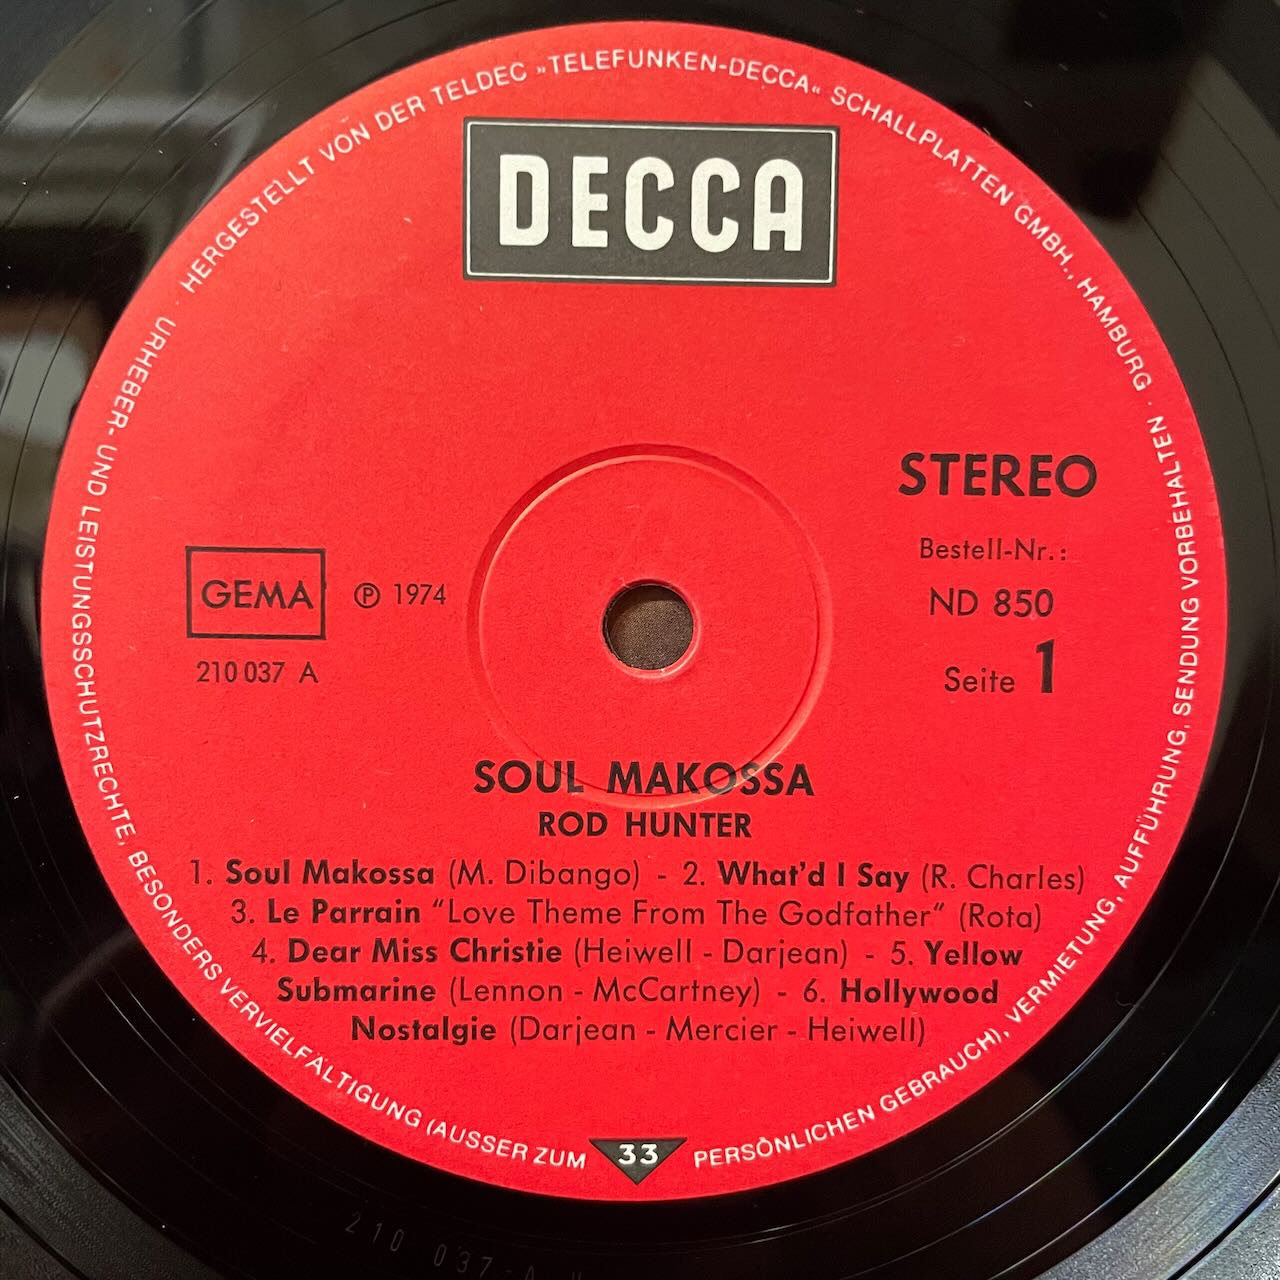 HERGESTELLT VON DER TELDEC »TELEFUNKEN-DECCA« SCHALLPLATTEN GMBH., HAMBURG ·
URHEBER- UND LEISTUNGSSCHUTZRECHTE, BESONDERS VERVIELFÄLTIGUNG (AUSSER ZUM PERSÖNLICHEN GEBRAUCH), VERMIETUNG, AUFFÜHRUNG, SENDUNG VORBEHALTEN ·
DECCA
STEREO
Bestell-Nr.:
ND 850
Seite 1
GEMA
℗ 1974
210 037 A
SOUL MAKOSSA
ROD HUNTER
1. Soul Makossa (M. Dibango) - 2. What'd I Say (R. Charles)
3. Le Parrain "Love Theme From The Godfather" (Rota)
4. Dear Miss Christie (Heiwell - Darjean) - 5. Yellow
Submarine (Lennon - McCartney) - 6. Hollywood
Nostalgie (Darjean - Mercier - Heiwell)
33
210 037-A